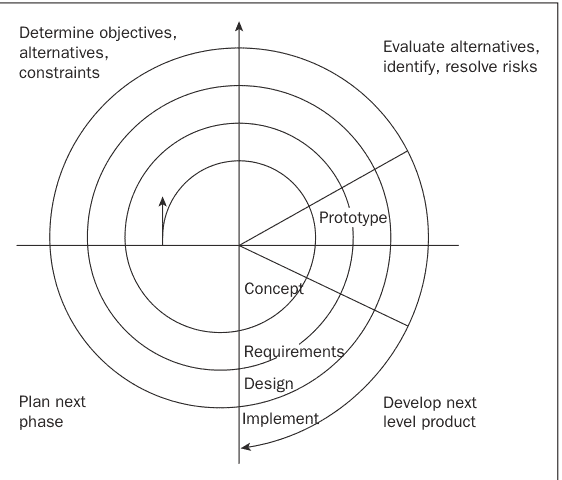 Determine objectives,
alternatives,
constraints
Evaluate alternatives,
identify, resolve risks
Prototype
Concept
Requirements
Design
Implement
Plan next
phase
Develop next
level product